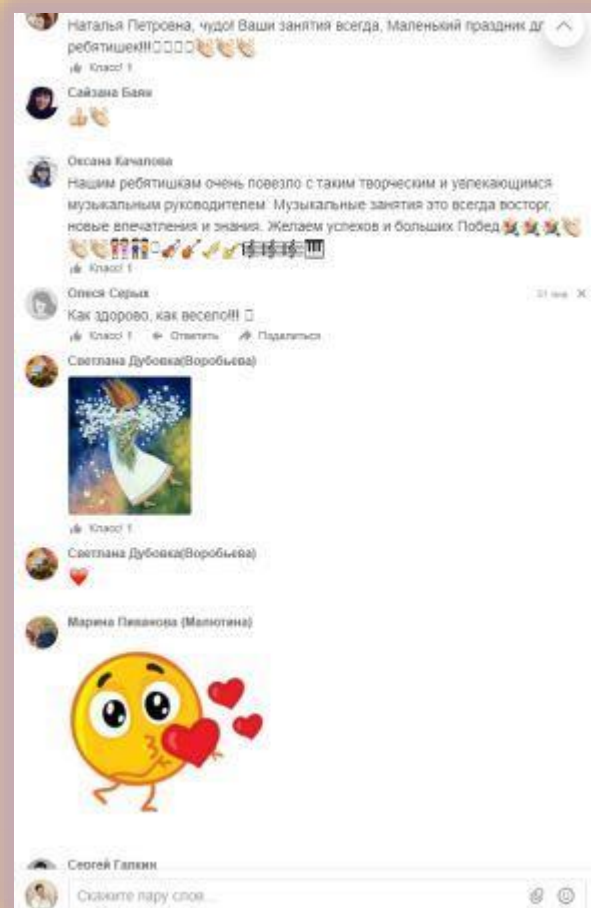 Наталья Петровна, чудо! Ваши занятия всегда, Маленький праздник дл
ребятишек!!!
Класс! 1
Сайзана Баян
Оксана Качалова
Нашим ребятишкам очень повезло с таким творческим и увлекающимся
музыкальным руководителем. Музыкальные занятия это всегда восторг,
новые впечатления и знания. Желаем успехов и больших Побед
Класс! 1
Олеся Серых
31 янв
Как здорово, как весело!!!
Класс! 1 Ответить Поделиться
Светлана Дубовка(Воробьева)
Класс! 1
Светлана Дубовка(Воробьева)
Марина Пиванова (Малютина)
Сергей Галкин
Скажите пару слов...